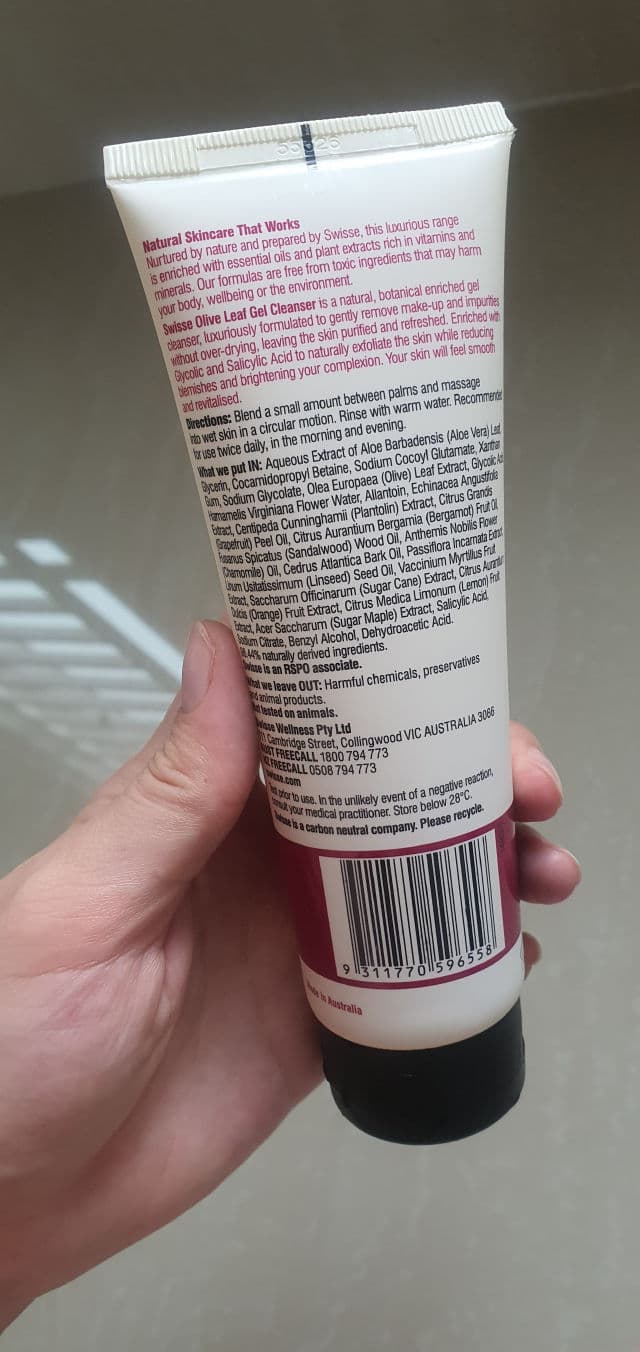 Natural Skincare That Works
Nurtured by nature and prepared by Swisse, this luxurious range
is enriched with essential oils and plant extracts rich in vitamins and
minerals. Our formulas are free from toxic ingredients that may harm
your body, wellbeing or the environment.
Swisse Olive Leaf Gel Cleanser is a natural, botanical enriched gel
cleanser, luxuriously formulated to gently remove make-up and impurities
without over-drying, leaving the skin purified and refreshed. Enriched with
Glycolic and Salicylic Acid to naturally exfoliate the skin while reducing
blemishes and brightening your complexion. Your skin will feel smooth
and revitalised.
Directions: Blend a small amount between palms and massage
into wet skin in a circular motion. Rinse with warm water. Recommended
for use twice daily, in the morning and evening.
What we put IN: Aqueous Extract of Aloe Barbadensis (Aloe Vera) Leaf,
Glycerin, Cocamidopropyl Betaine, Sodium Cocoyl Glutamate, Xanthan
Gum, Sodium Glycolate, Olea Europaea (Olive) Leaf Extract, Glycolic Acid,
Hamamelis Virginiana Flower Water, Allantoin, Echinacea Angustifolia
Extract, Centipeda Cunninghamii (Plantolin) Extract, Citrus Grandis
(Grapefruit) Peel Oil, Citrus Aurantium Bergamia (Bergamot) Fruit Oil,
Fusanus Spicatus (Sandalwood) Wood Oil, Anthemis Nobilis Flower
(Chamomile) Oil, Cedrus Atlantica Bark Oil, Passiflora Incarnata Extract,
Linum Usitatissimum (Linseed) Seed Oil, Vaccinium Myrtillus Fruit
Extract, Saccharum Officinarum (Sugar Cane) Extract, Citrus Aurantium
Dulcis (Orange) Fruit Extract, Citrus Medica Limonum (Lemon) Fruit
Extract, Acer Saccharum (Sugar Maple) Extract, Salicylic Acid,
Sodium Citrate, Benzyl Alcohol, Dehydroacetic Acid.
98.44% naturally derived ingredients.
Swisse is an RSPO associate.
What we leave OUT: Harmful chemicals, preservatives
and animal products.
Not tested on animals.
Swisse Wellness Pty Ltd
Cambridge Street, Collingwood VIC AUSTRALIA 3066
AUST FREECALL 1800 794 773
NZ FREECALL 0508 794 773
swisse.com
Test prior to use. In the unlikely event of a negative reaction,
consult your medical practitioner. Store below 28°C.
Swisse is a carbon neutral company. Please recycle.
9 311770 596558
Made in Australia